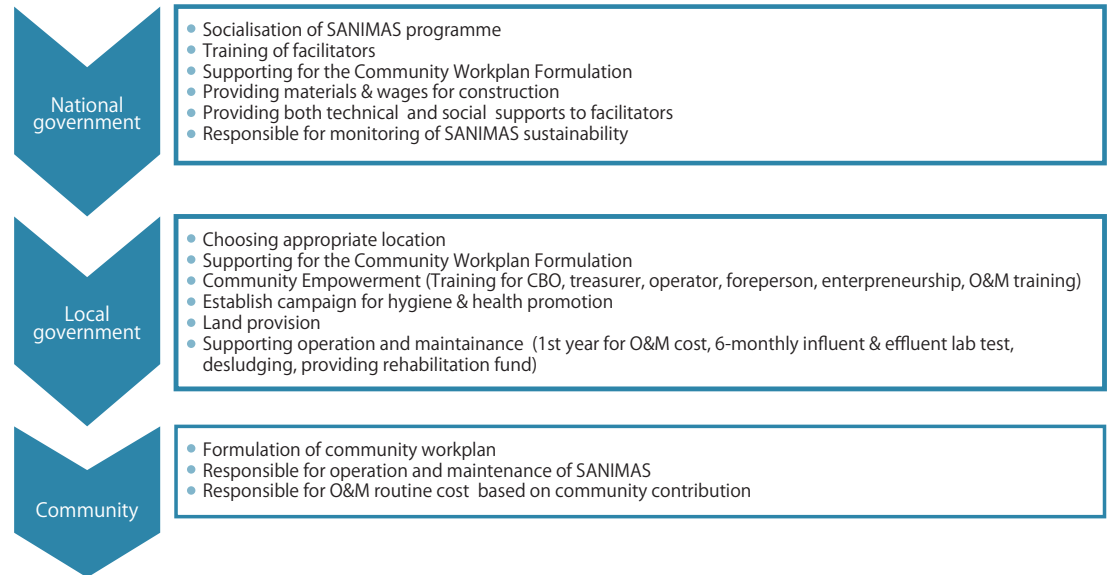 National
government
Socialisation of SANIMAS programme
Training of facilitators
Supporting for the Community Workplan Formulation
Providing materials & wages for construction
Providing both technical and social supports to facilitators
Responsible for monitoring of SANIMAS sustainability
Local
government
Choosing appropriate location
Supporting for the Community Workplan Formulation
Community Empowerment (Training for CBO, treasurer, operator, foreperson, enterpreneurship, O&M training)
Establish campaign for hygiene & health promotion
Land provision
Supporting operation and maintainance (1st year for O&M cost, 6-monthly influent & effluent lab test,
desludging, providing rehabilitation fund)
Community
Formulation of community workplan
Responsible for operation and maintenance of SANIMAS
Responsible for O&M routine cost based on community contribution